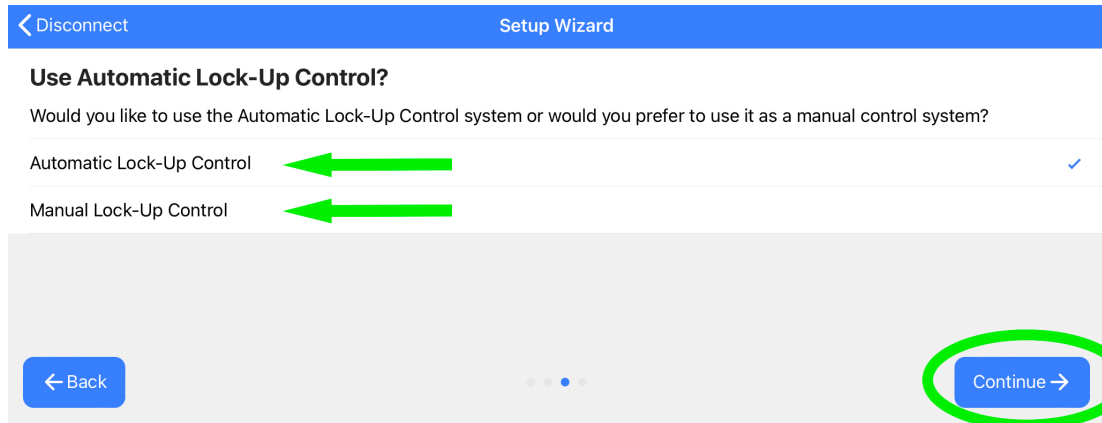 Disconnect
Setup Wizard
Use Automatic Lock-Up Control?
Would you like to use the Automatic Lock-Up Control system or would you prefer to use it as a manual control system?
Automatic Lock-Up Control
Manual Lock-Up Control
Back
Continue